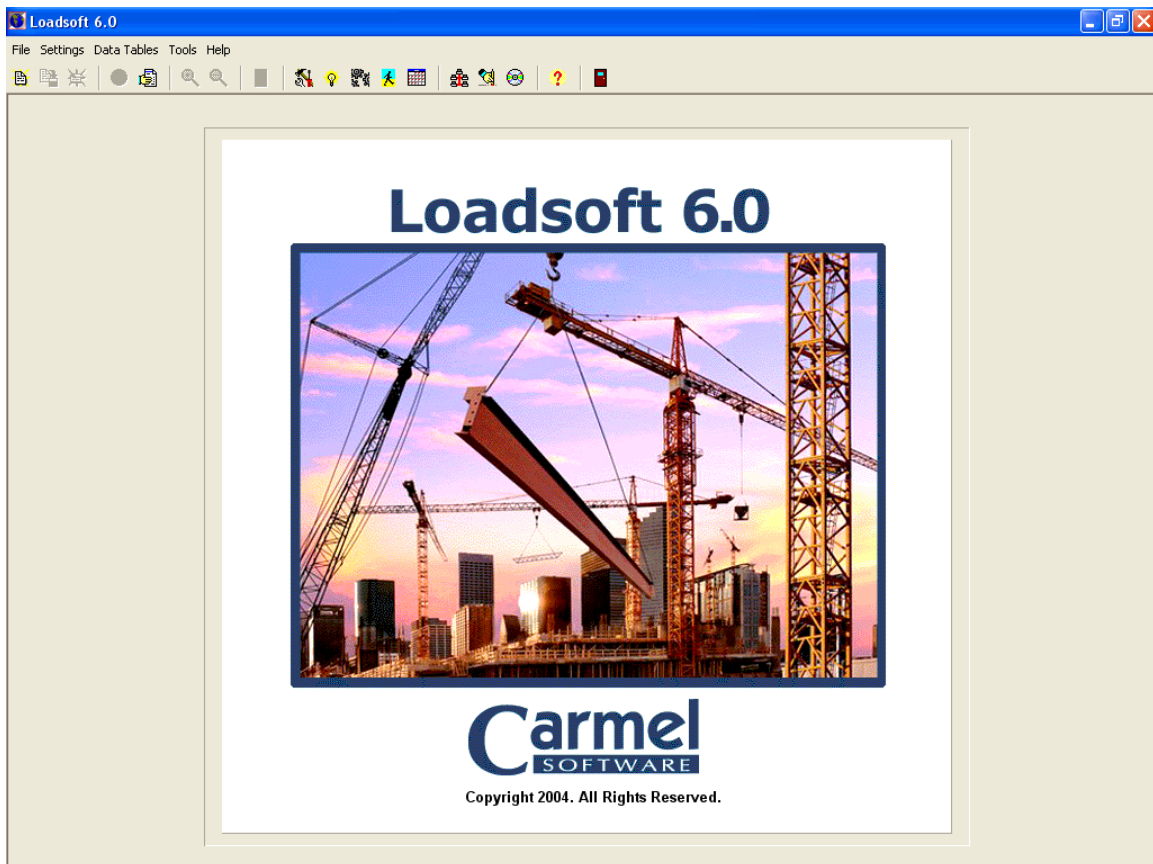 Loadsoft 6.0
File Settings Data Tables Tools Help
?
Loadsoft 6.0
Carmel
SOFTWARE
Copyright 2004. All Rights Reserved.